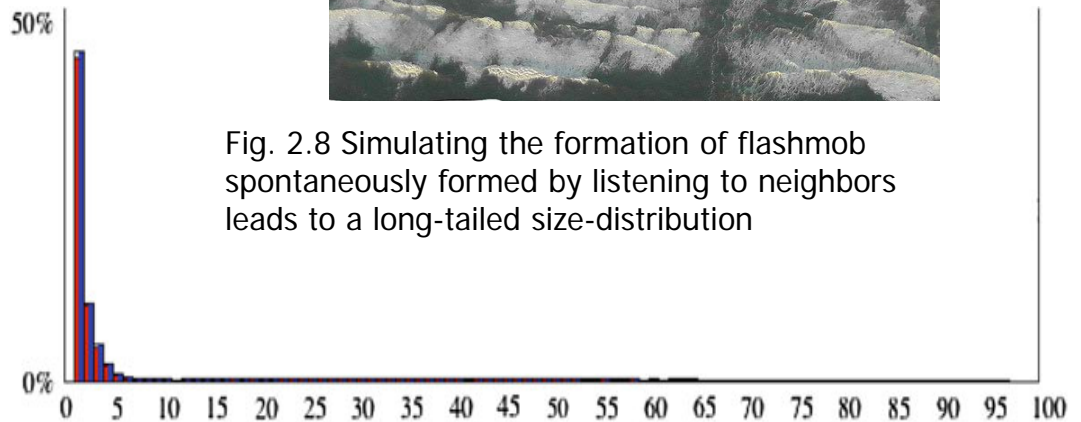 50%
Fig. 2.8 Simulating the formation of flashmob
spontaneously formed by listening to neighbors
leads to a long-tailed size-distribution
0%
0 5 10 15 20 25 30 35 40 45 50 55 60 65 70 75 80 85 90 95 100